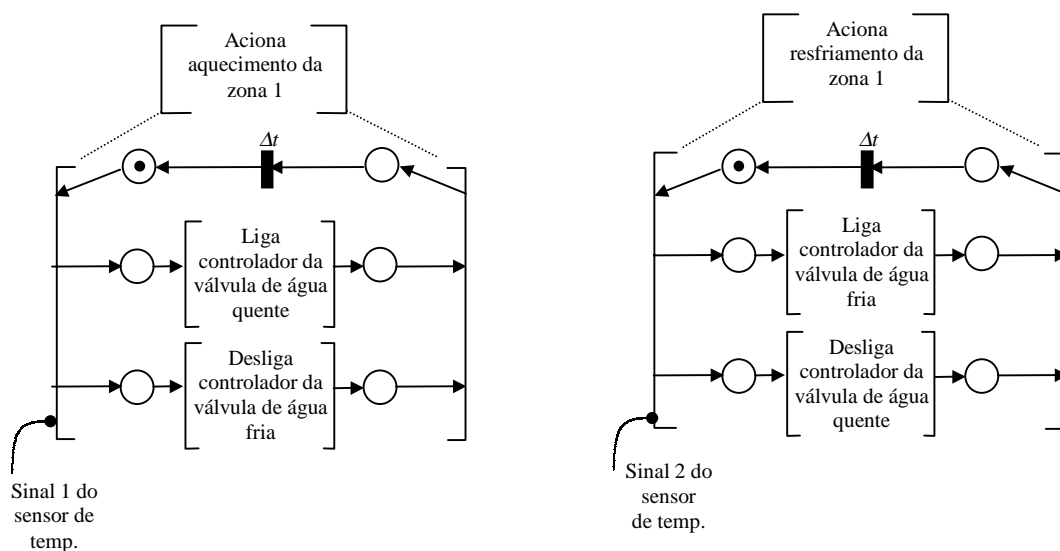 Aciona
aquecimento da
zona 1
Δt
Liga
controlador da
válvula de água
quente
Desliga
controlador da
válvula de água
fria
Sinal 1 do
sensor de
temp.
Aciona
resfriamento da
zona 1
Δt
Liga
controlador da
válvula de água
fria
Desliga
controlador da
válvula de água
quente
Sinal 2 do
sensor
de temp.